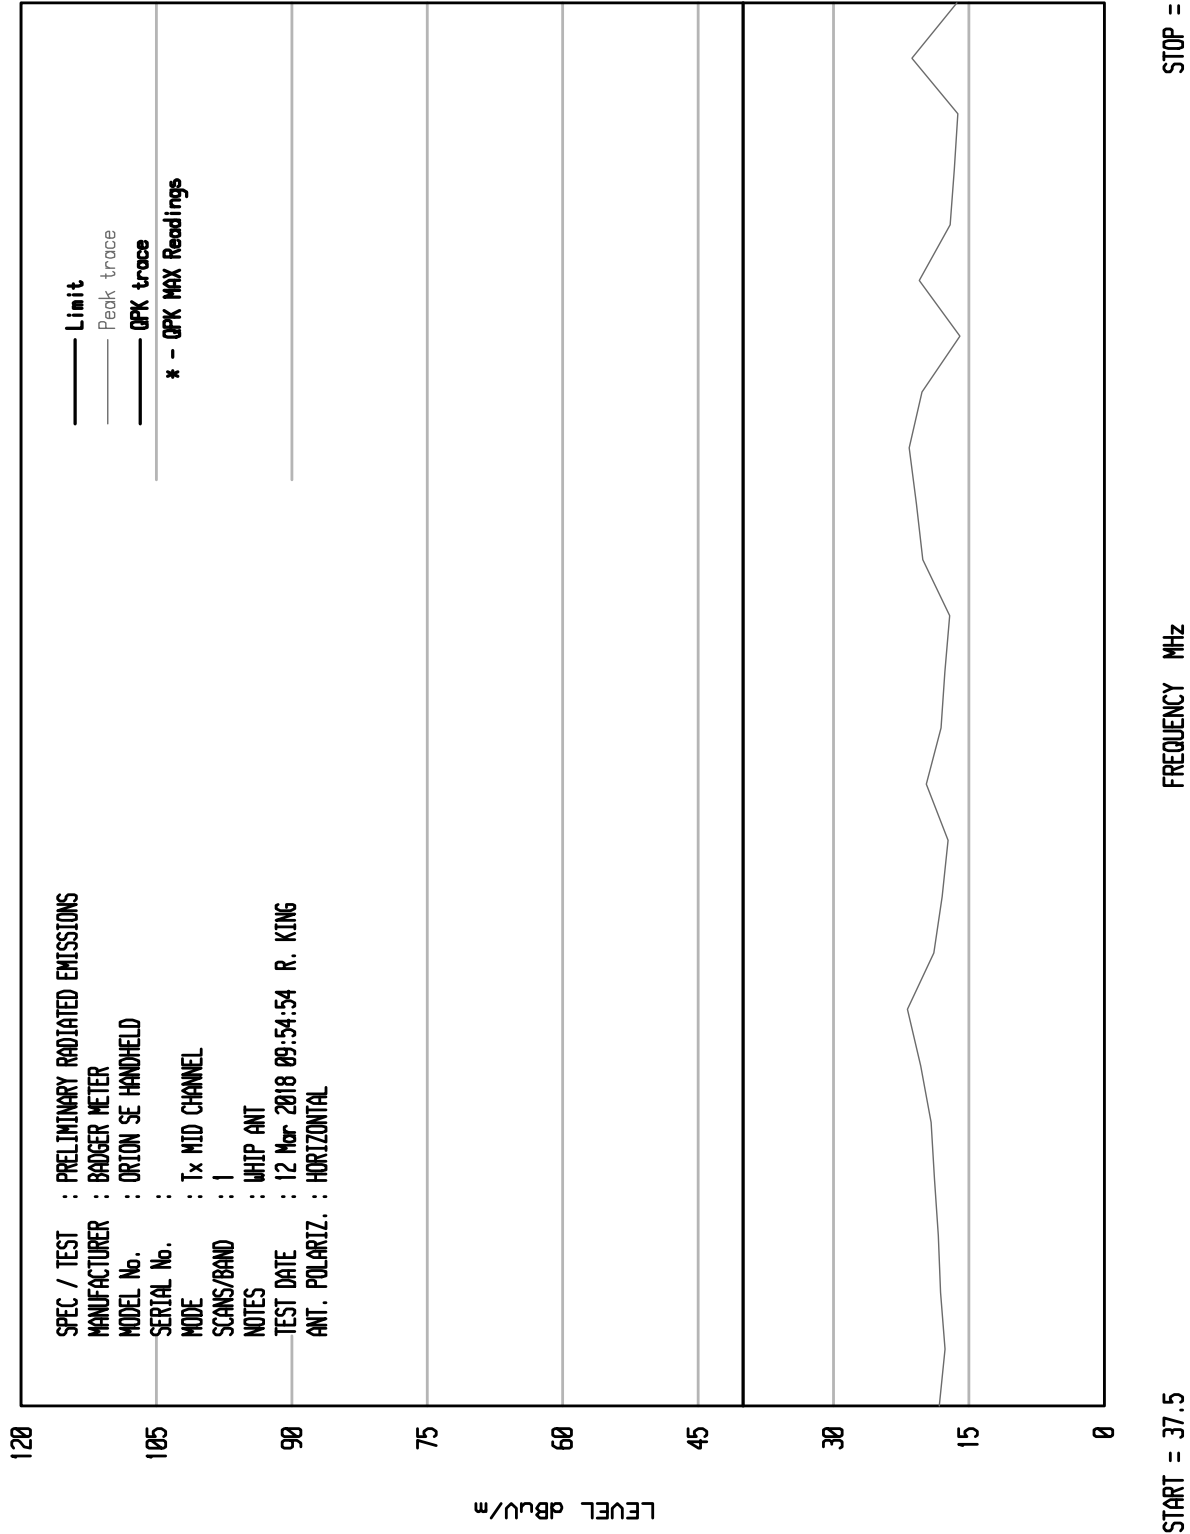 SPEC / TEST : PRELIMINARY RADIATED EMISSIONS
MANUFACTURER : BADGER METER
MODEL No. : ORION SE HANDHELD
SERIAL No. :
MODE : Tx MID CHANNEL
SCANS/BAND : 1
NOTES : WHIP ANT
TEST DATE : 12 Mar 2018 09:54:54 R. KING
ANT. POLARIZ. : HORIZONTAL
Limit
Peak trace
QPK trace
* - QPK MAX Readings
120
105
90
75
60
45
30
15
0
LEVEL dBuV/m
START = 37.5
FREQUENCY MHz
STOP =